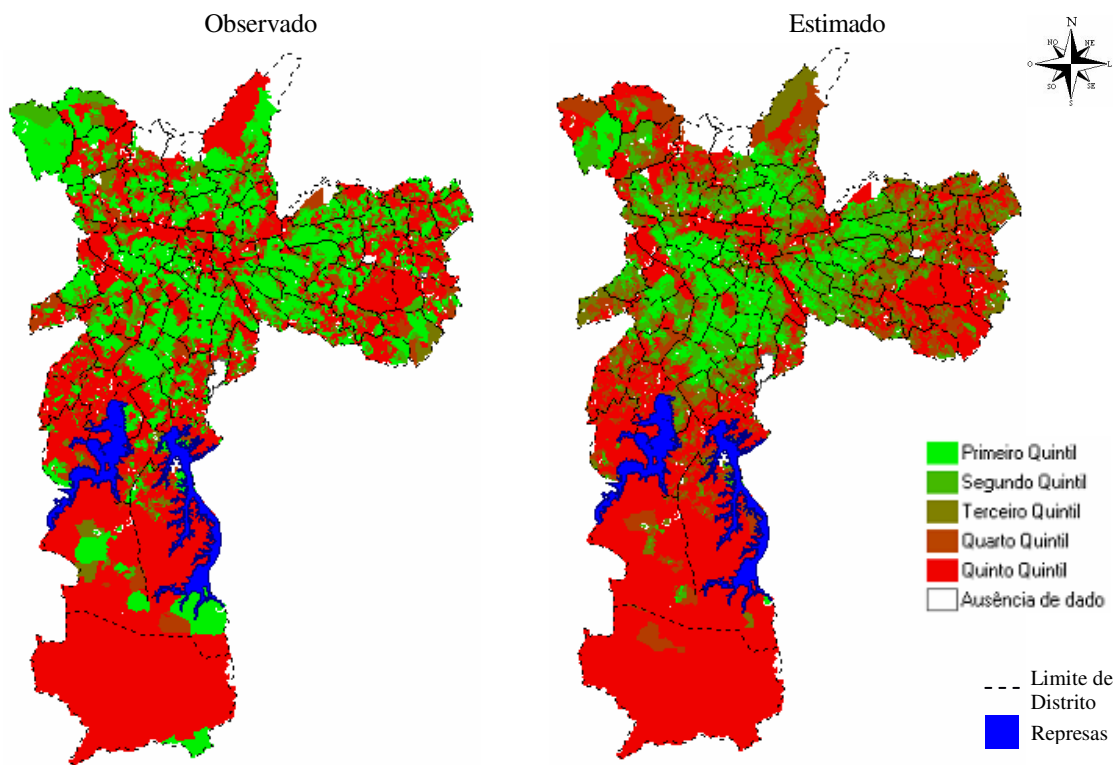 Observado
Estimado
N
NO
NE
O
L
SO
SE
S
Primeiro Quintil
Segundo Quintil
Terceiro Quintil
Quarto Quintil
Quinto Quintil
Ausência de dado
Limite de
Distrito
Represas